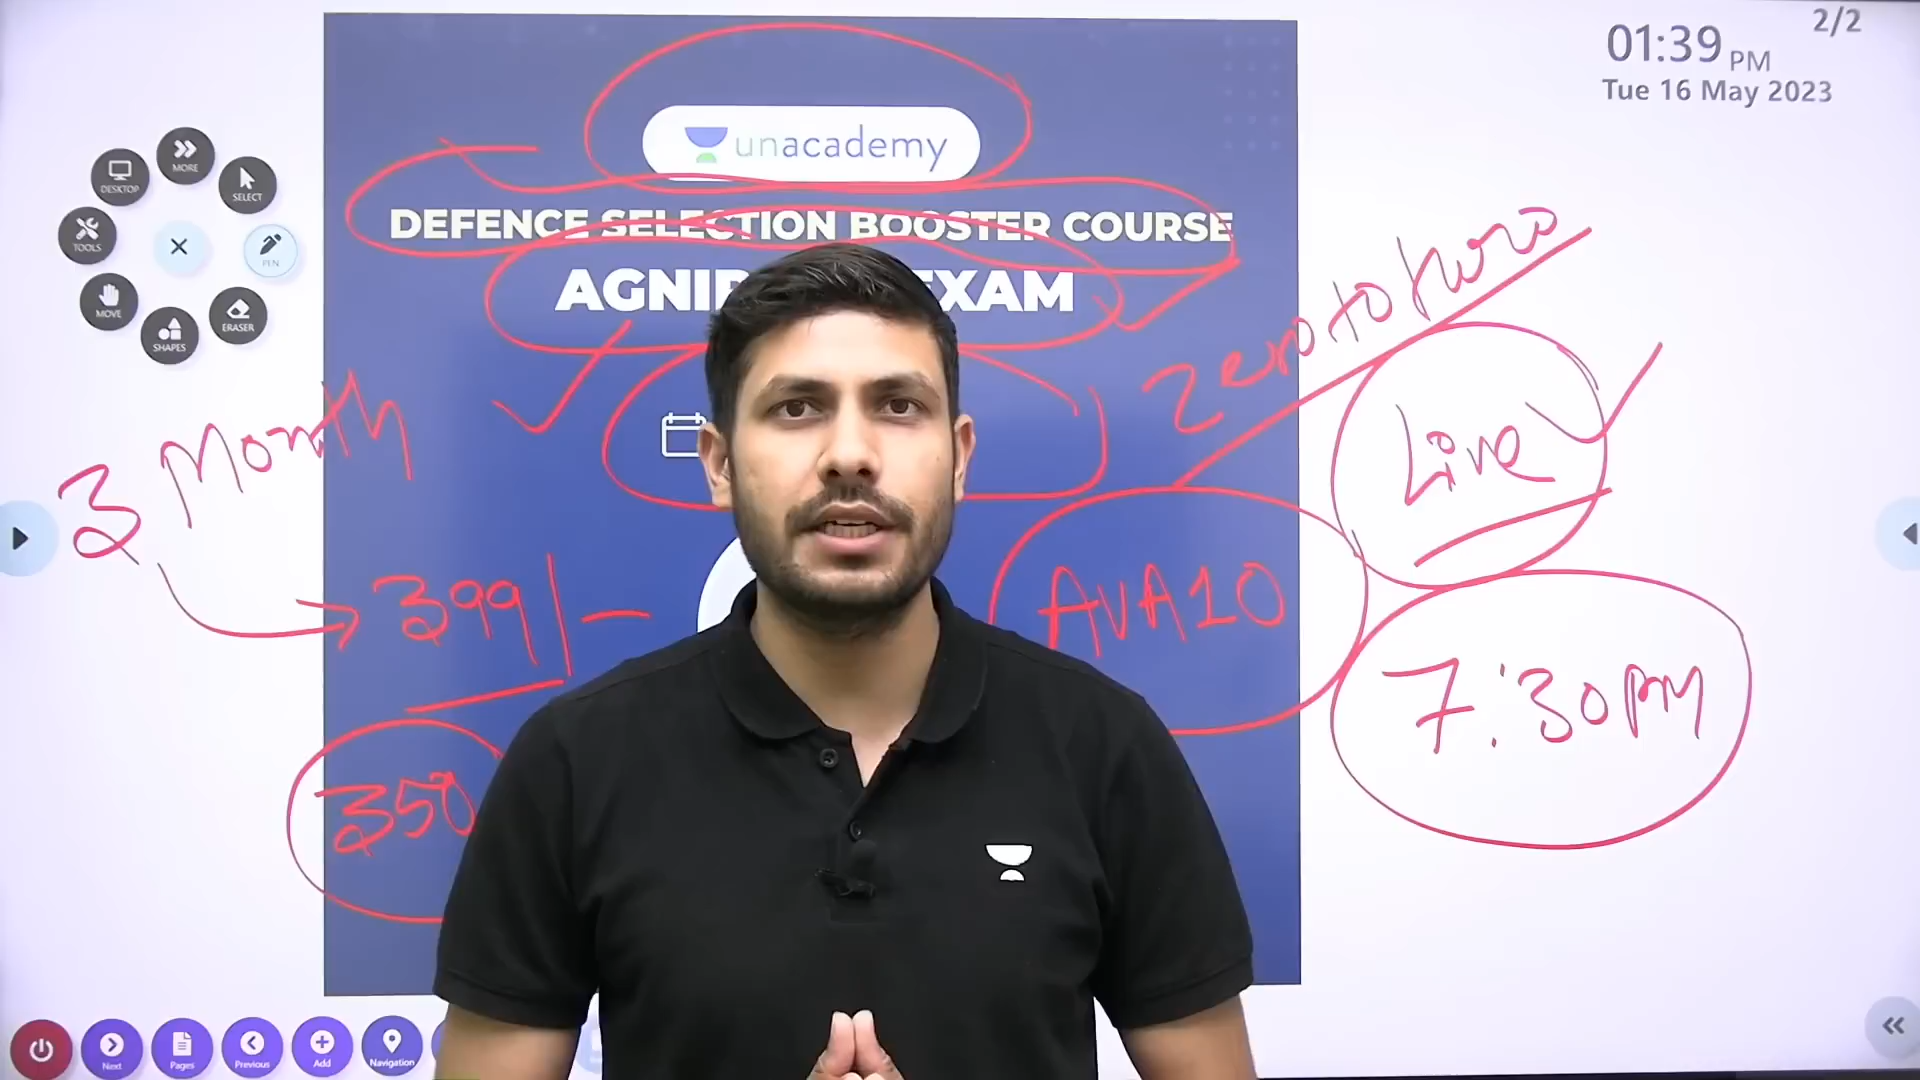 2/2
01:39 PM
Tue 16 May 2023
unacademy
DEFENCE SELECTION BOOSTER COURSE
EXAM
MORE
DESKTOP
SELECT
TOOLS
PEN
MOVE
ERASER
SHAPES
zero to hero
3 Month
Live
399/-
AVA10
7:30 PM
350
Next
Pages
Previous
Add
Navigation